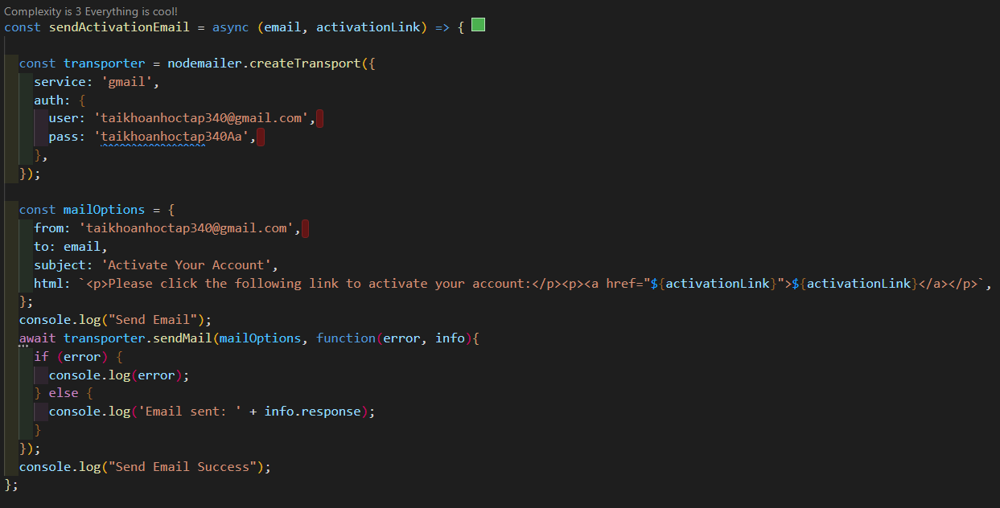 Complexity is 3 Everything is cool!
const sendActivationEmail = async (email, activationLink) => {
const transporter = nodemailer.createTransport({
service: 'gmail',
auth: {
user: 'taikhoanhoctap340@gmail.com',
pass: 'taikhoanhoctap340Aa',
},
});
const mailOptions = {
from: 'taikhoanhoctap340@gmail.com',
to: email,
subject: 'Activate Your Account',
html: `<p>Please click the following link to activate your account:</p><p><a href="${activationLink}">${activationLink}</a></p>`,
};
console.log("Send Email");
await transporter.sendMail(mailOptions, function(error, info){
if (error) {
console.log(error);
} else {
console.log('Email sent: ' + info.response);
}
});
console.log("Send Email Success");
};